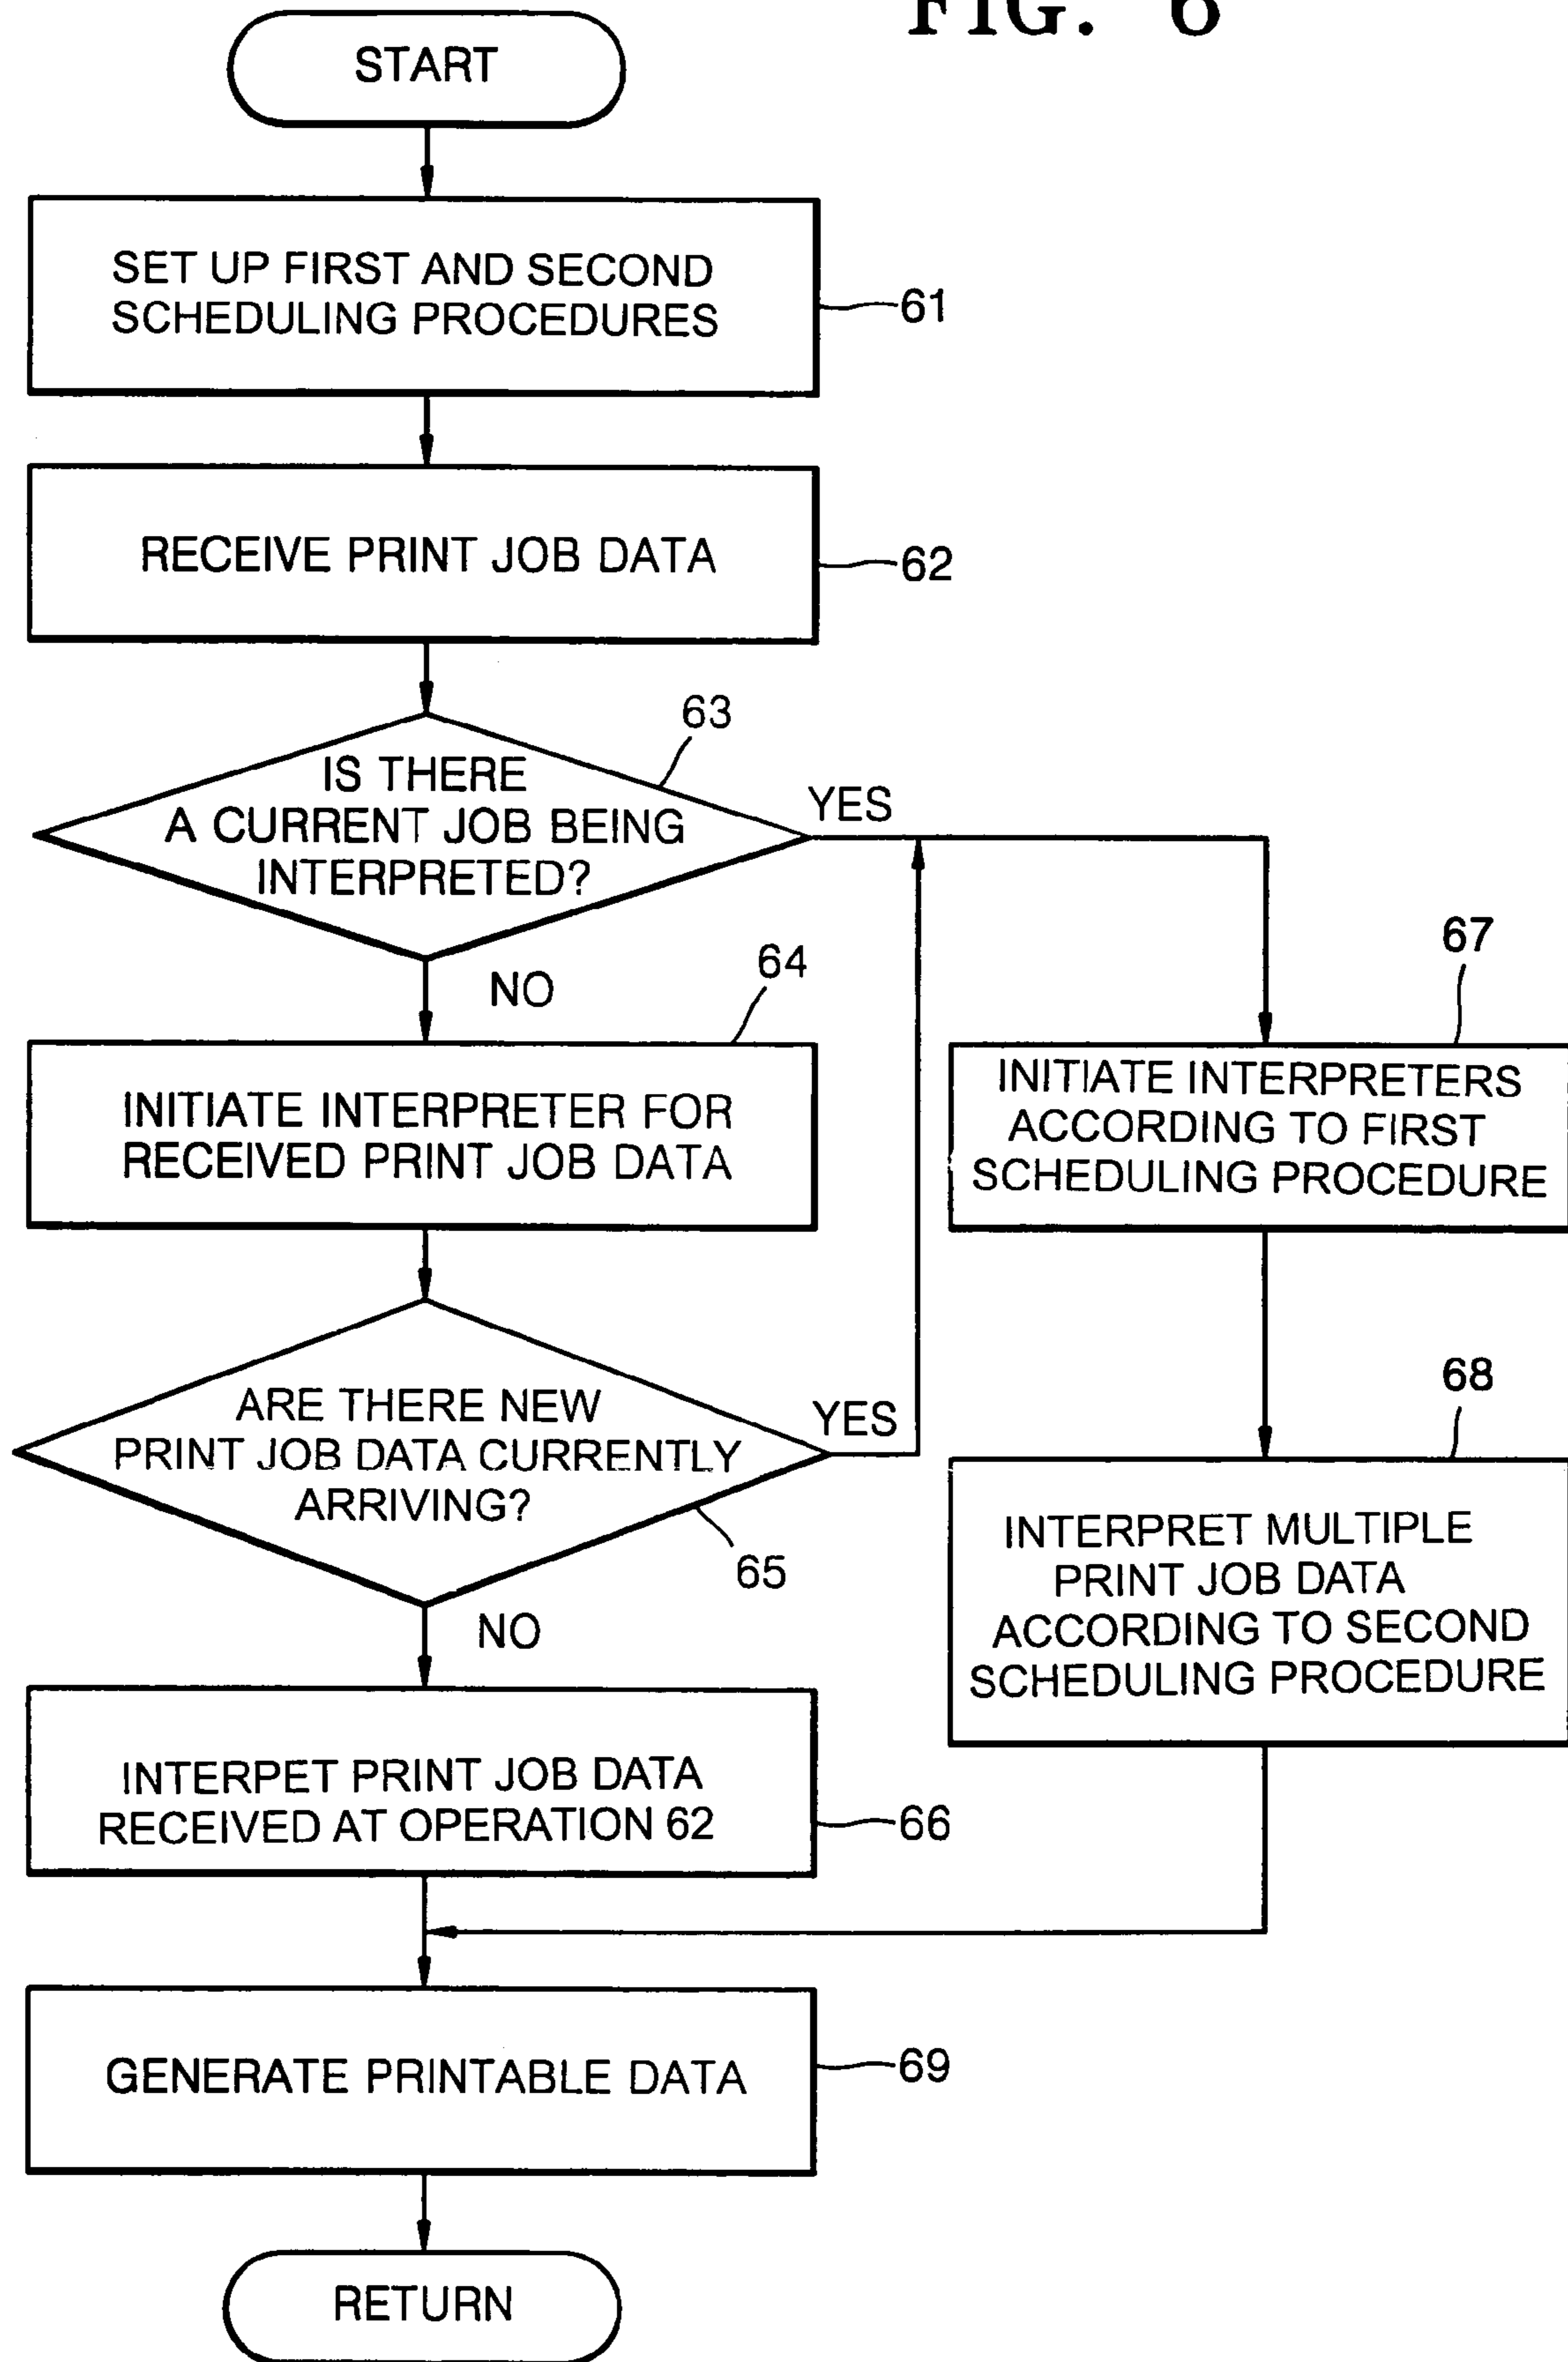 FIG. 6
START
SET UP FIRST AND SECOND
SCHEDULING PROCEDURES
61
RECEIVE PRINT JOB DATA
62
63
IS THERE
A CURRENT JOB BEING
INTERPRETED?
YES
NO
64
INITIATE INTERPRETER FOR
RECEIVED PRINT JOB DATA
67
INITIATE INTERPRETERS
ACCORDING TO FIRST
SCHEDULING PROCEDURE
ARE THERE NEW
PRINT JOB DATA CURRENTLY
ARRIVING?
YES
65
NO
68
INTERPRET MULTIPLE
PRINT JOB DATA
ACCORDING TO SECOND
SCHEDULING PROCEDURE
INTERPET PRINT JOB DATA
RECEIVED AT OPERATION 62
66
GENERATE PRINTABLE DATA
69
RETURN